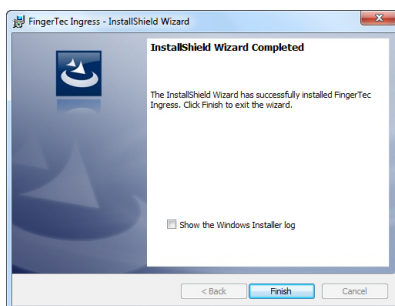 FingerTec Ingress - InstallShield Wizard
InstallShield Wizard Completed
The InstallShield Wizard has successfully installed FingerTec
Ingress. Click Finish to exit the wizard.
Show the Windows Installer log
< Back
Finish
Cancel